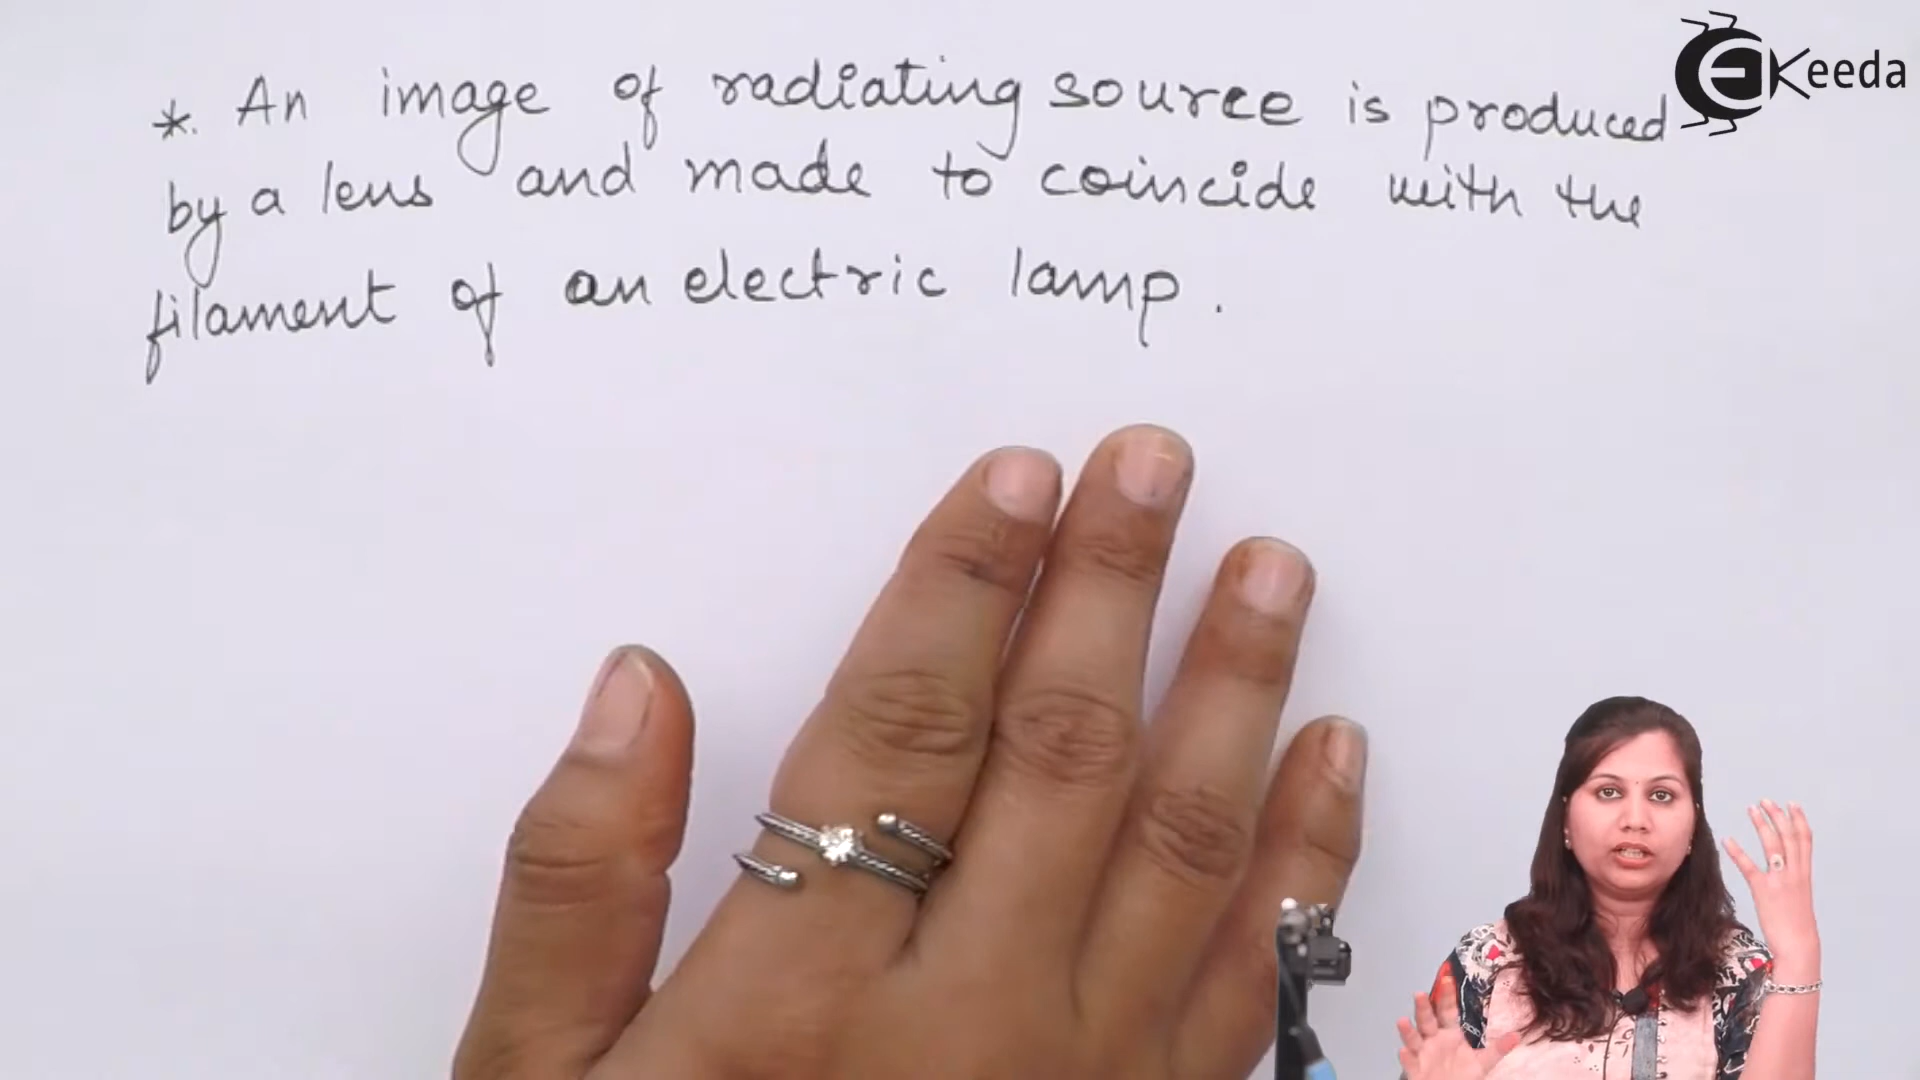 *. An image of radiating source is produced
by a lens and made to coincide with the
filament of an electric lamp.
EKeeda